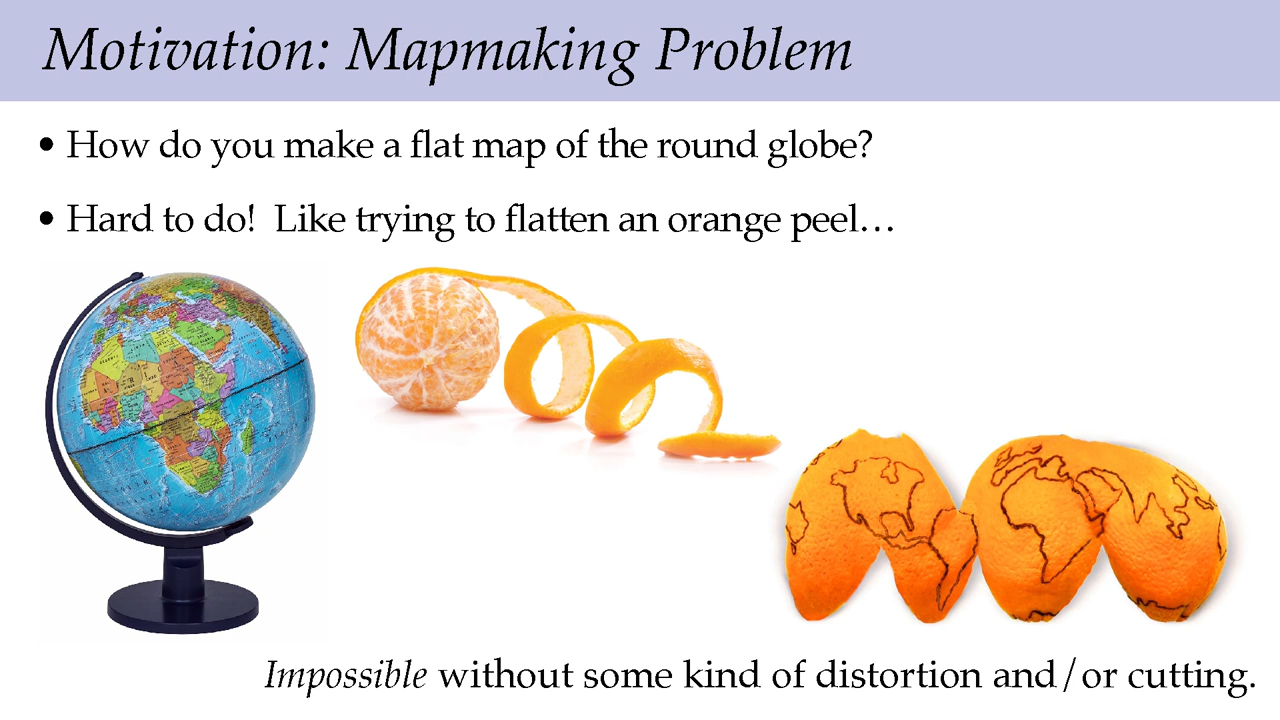 Motivation: Mapmaking Problem
• How do you make a flat map of the round globe?
• Hard to do!  Like trying to flatten an orange peel…
Impossible without some kind of distortion and/or cutting.